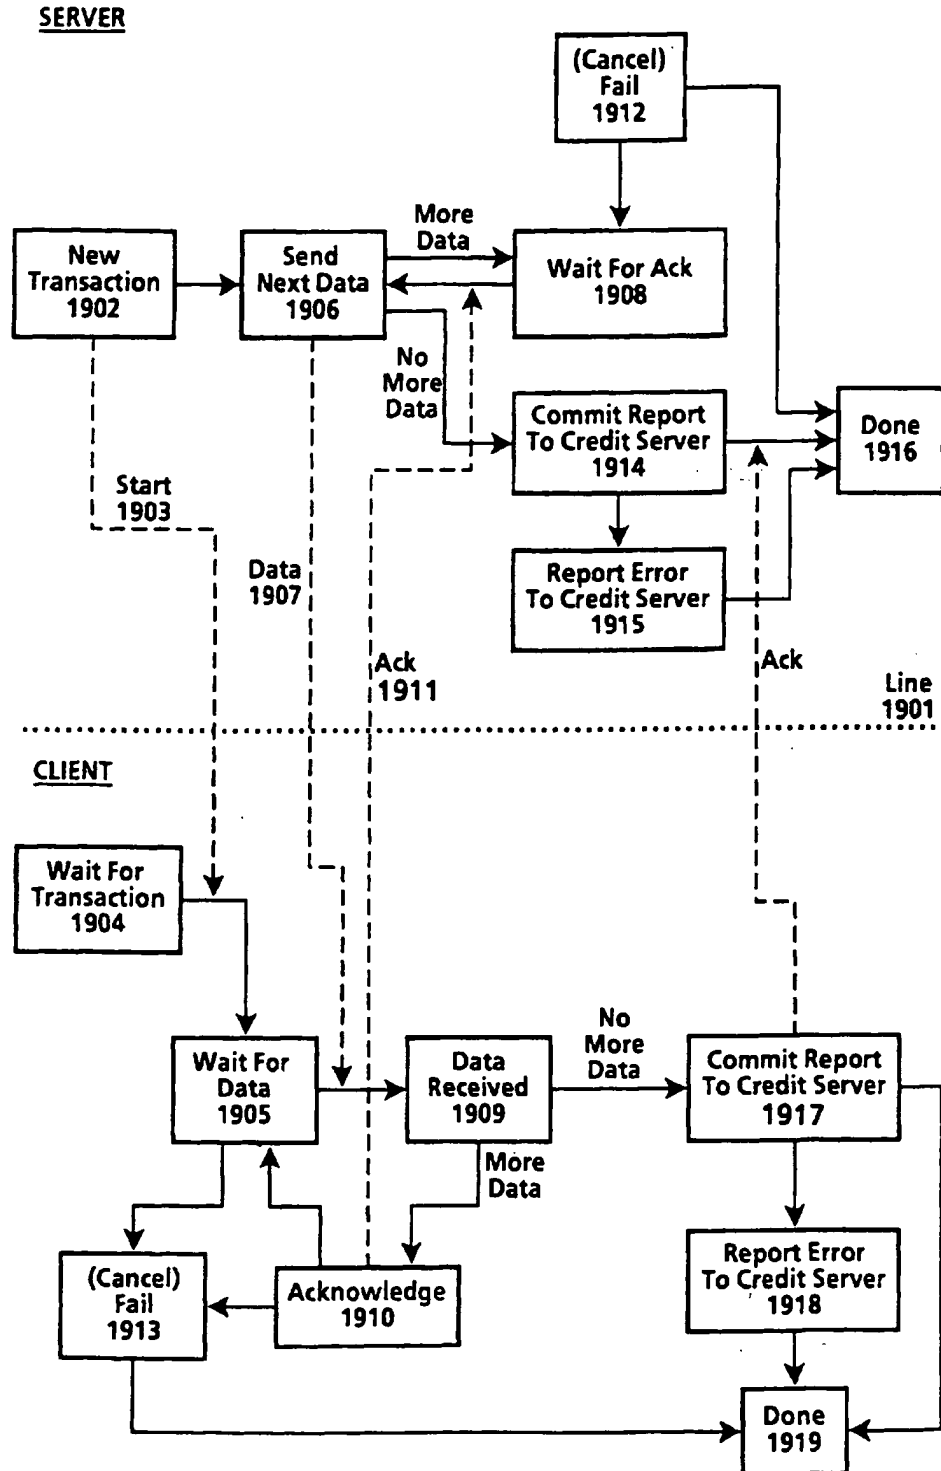 SERVER
(Cancel)
Fail
1912
More
Data
New
Transaction
1902
Send
Next Data
1906
Wait For Ack
1908
No
More
Data
Commit Report
To Credit Server
1914
Done
1916
Start
1903
Data
1907
Report Error
To Credit Server
1915
Ack
1911
Ack
Line
1901
CLIENT
Wait For
Transaction
1904
Wait For
Data
1905
Data
Received
1909
No
More
Data
Commit Report
To Credit Server
1917
More
Data
(Cancel)
Fail
1913
Acknowledge
1910
Report Error
To Credit Server
1918
Done
1919